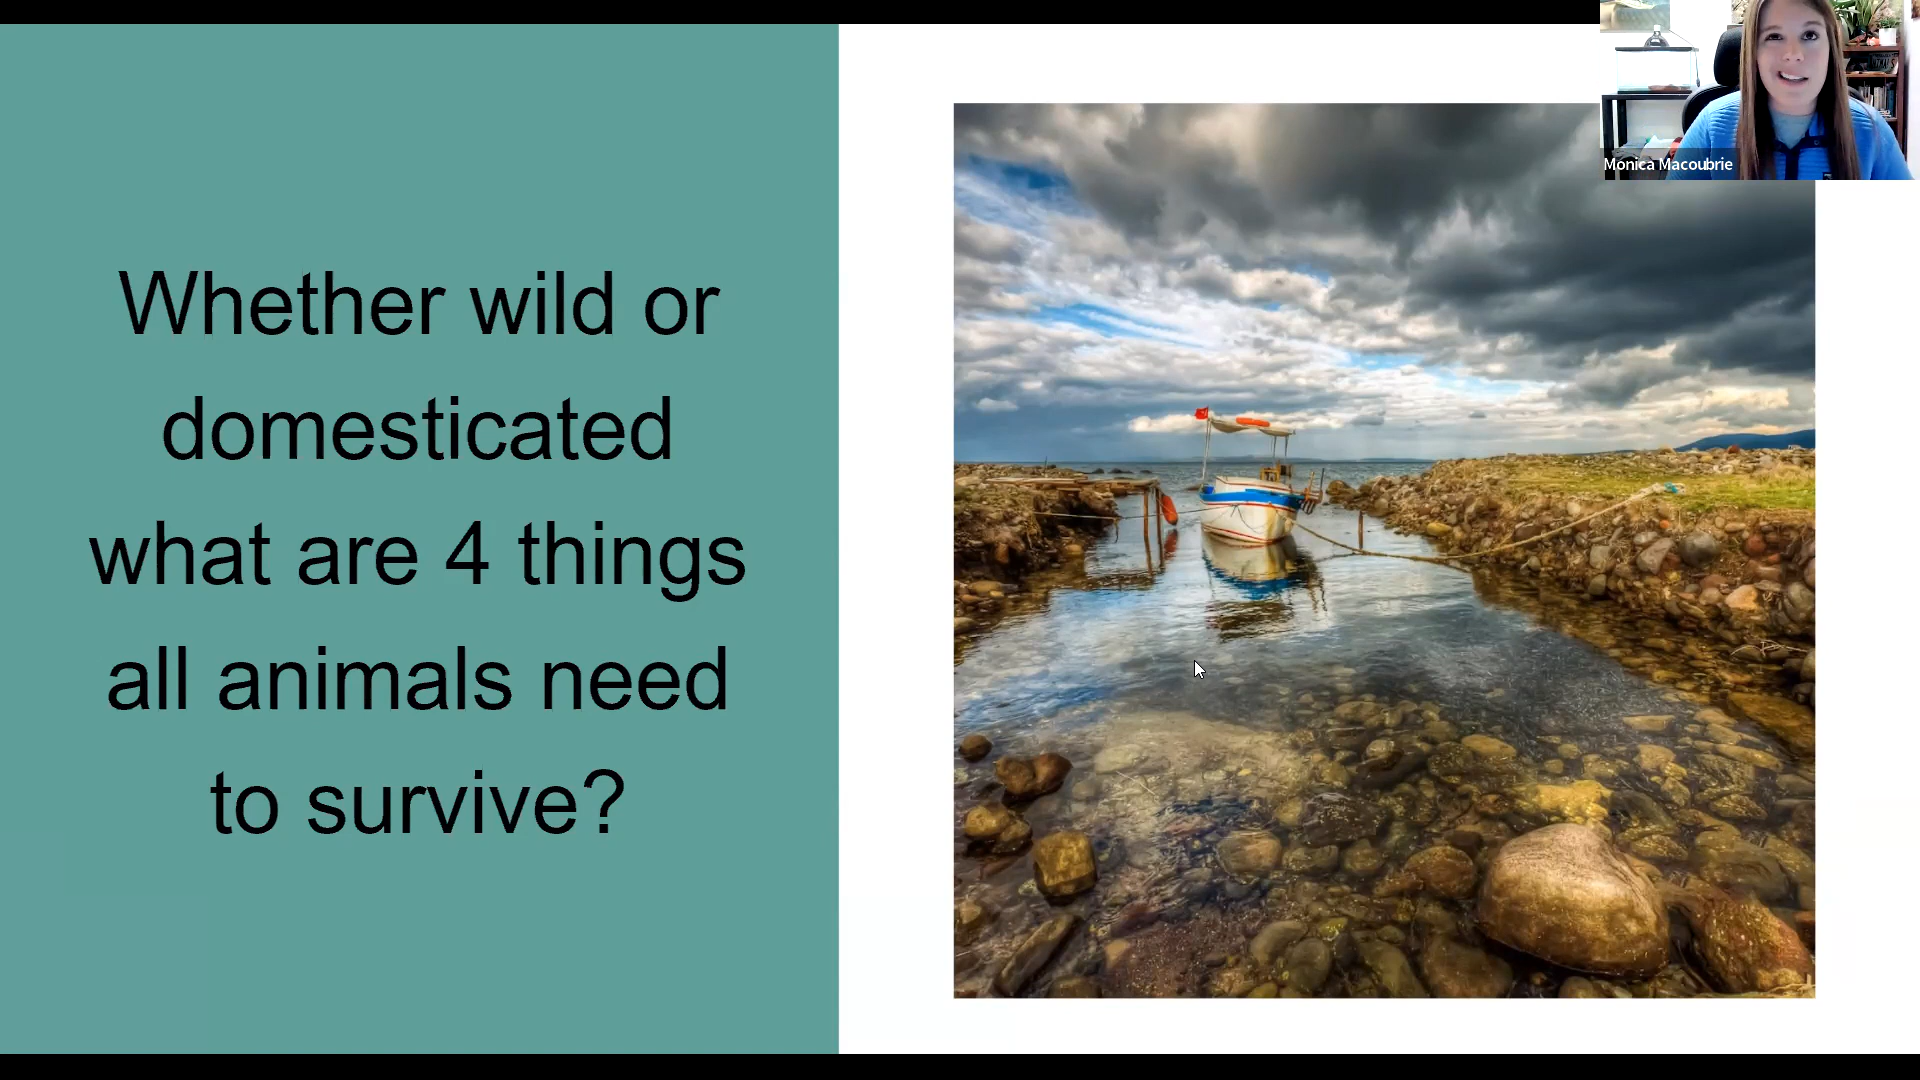 Monica Macoubrie
Whether wild or
domesticated
what are 4 things
all animals need
to survive?